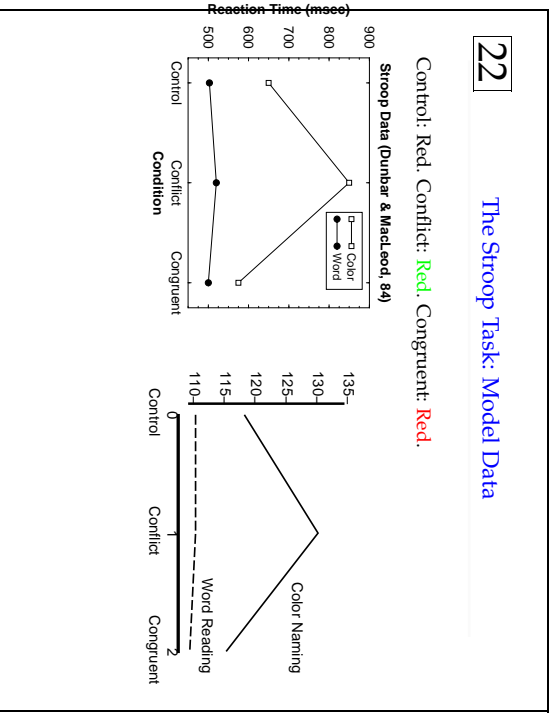 22
The Stroop Task: Model Data
Control: Red. Conflict: Red. Congruent: Red.
Stroop Data (Dunbar & MacLeod, 84)
Reaction Time (msec)
900
800
700
600
500
Color
Word
Control
Conflict
Congruent
Condition
135
130
125
120
115
110
Color Naming
Word Reading
0
1
2
Control
Conflict
Congruent